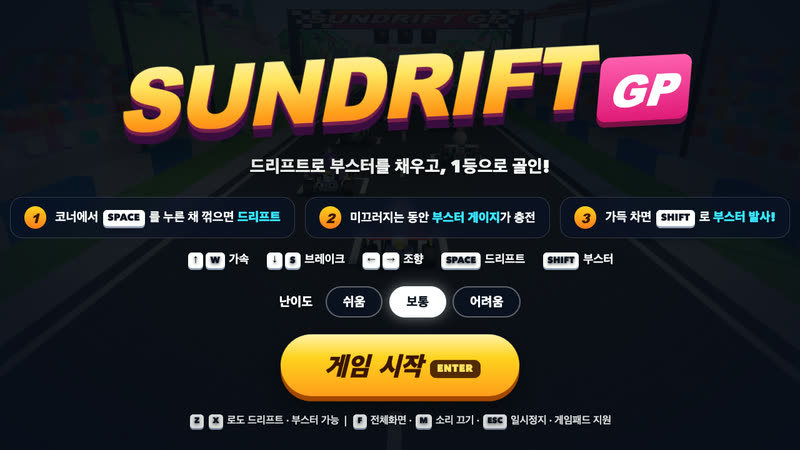 SUNDRIFT GP
SUNDRIFT GP
드리프트로 부스터를 채우고, 1등으로 골인!
1 코너에서 SPACE 를 누른 채 꺾으면 드리프트
2 미끄러지는 동안 부스터 게이지가 충전
3 가득 차면 SHIFT 로 부스터 발사!
↑ W 가속 ↓ S 브레이크 ← → 조향 SPACE 드리프트 SHIFT 부스터
난이도 쉬움 보통 어려움
게임 시작 ENTER
Z X 로도 드리프트 · 부스터 가능 | F 전체화면 · M 소리 끄기 · ESC 일시정지 · 게임패드 지원